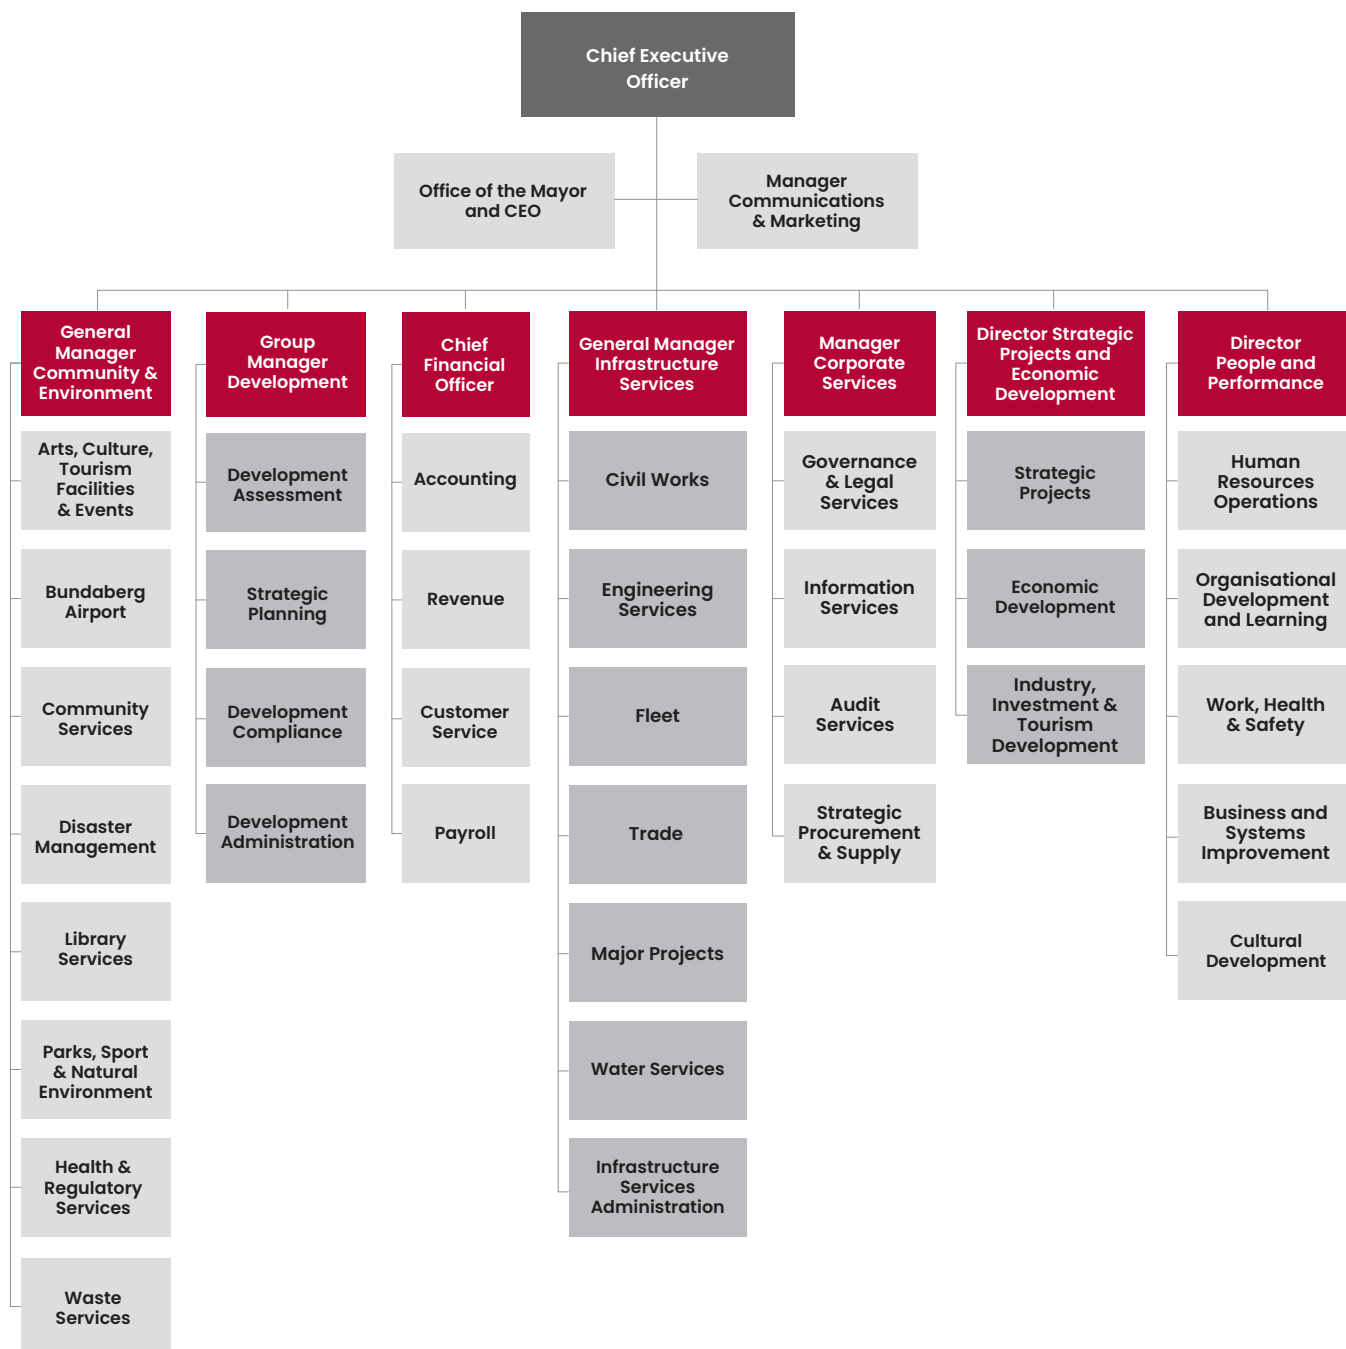 Chief Executive
Officer
Office of the Mayor
and CEO
Manager
Communications
& Marketing
General
Manager
Community &
Environment
Arts, Culture,
Tourism
Facilities
& Events
Bundaberg
Airport
Community
Services
Disaster
Management
Library
Services
Parks, Sport
& Natural
Environment
Health &
Regulatory
Services
Waste
Services
Group
Manager
Development
Development
Assessment
Strategic
Planning
Development
Compliance
Development
Administration
Chief
Financial
Officer
Accounting
Revenue
Customer
Service
Payroll
General Manager
Infrastructure
Services
Civil Works
Engineering
Services
Fleet
Trade
Major Projects
Water Services
Infrastructure
Services
Administration
Manager
Corporate
Services
Governance
& Legal
Services
Information
Services
Audit
Services
Strategic
Procurement
& Supply
Director Strategic
Projects and
Economic
Development
Strategic
Projects
Economic
Development
Industry,
Investment &
Tourism
Development
Director
People and
Performance
Human
Resources
Operations
Organisational
Development
and Learning
Work, Health
& Safety
Business and
Systems
Improvement
Cultural
Development